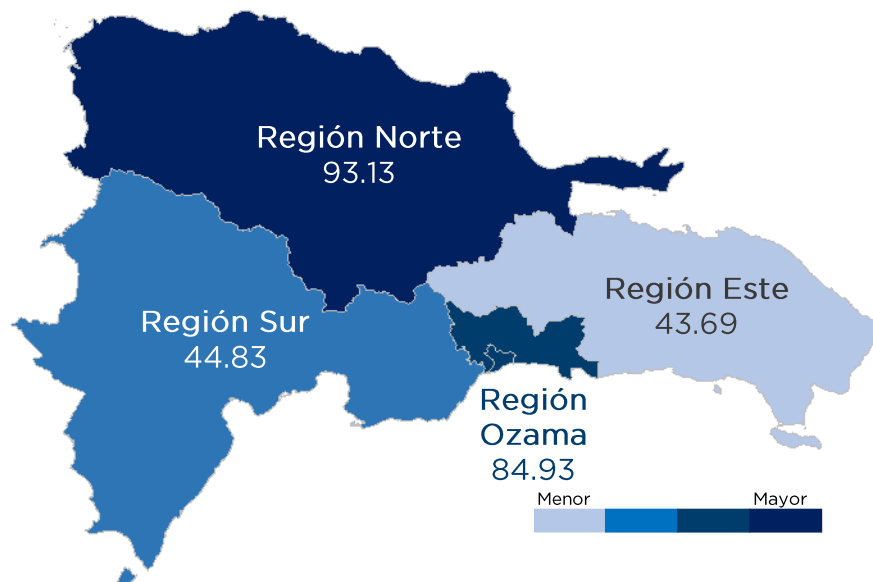 Región Norte
93.13
Región Este
43.69
Región Sur
44.83
Región
Ozama
84.93
Menor
Mayor